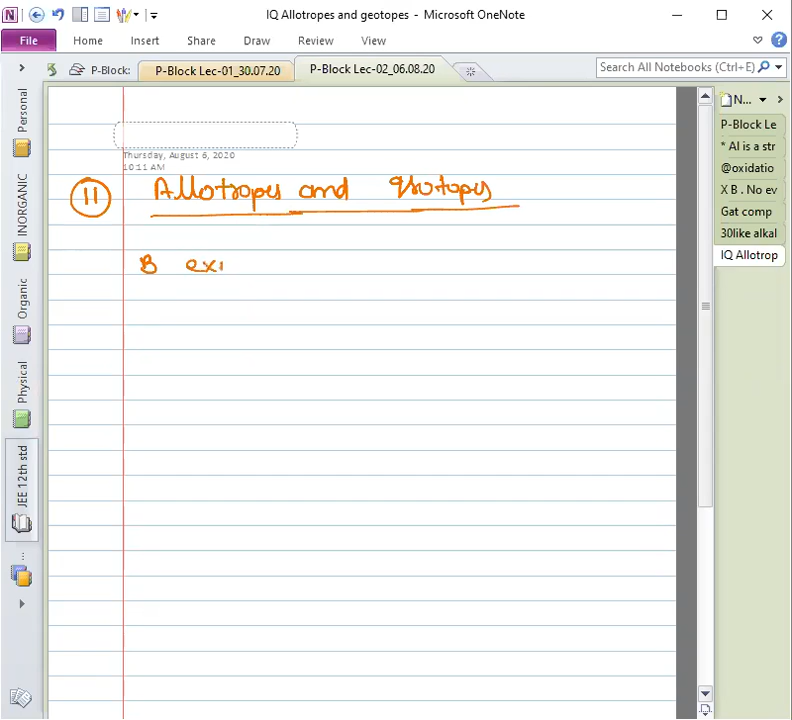 IQ Allotropes and geotopes - Microsoft OneNote
File Home Insert Share Draw Review View
P-Block: P-Block Lec-01_30.07.20 P-Block Lec-02_06.08.20 Search All Notebooks (Ctrl+E)
Personal
INORGANIC
Organic
Physical
JEE 12th std
Thursday, August 6, 2020
10:11 AM
11 Allotropes and Isotopes
B exi
N...
P-Block Le
* Al is a str
@oxidatio
X B . No ev
Gat comp
30like alkal
IQ Allotrop